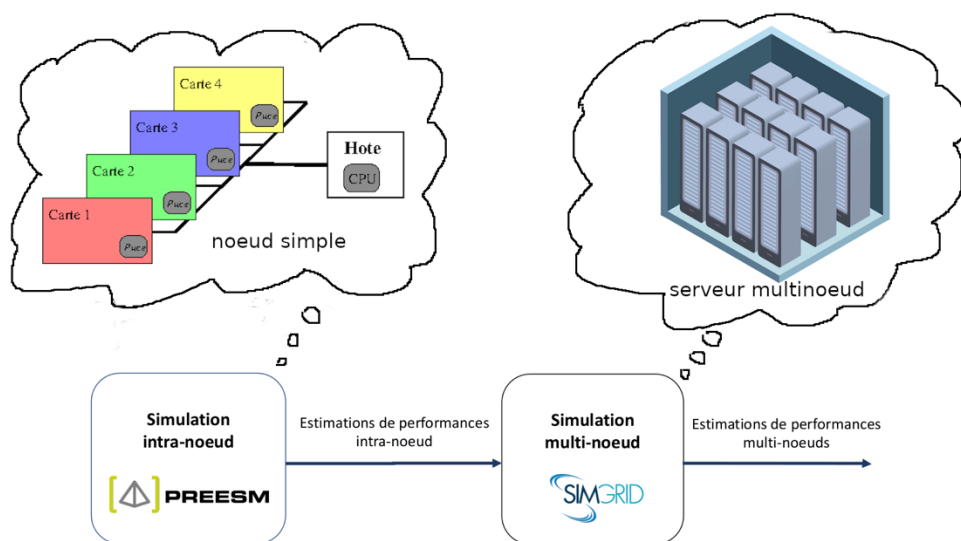 Carte 4
Puce
Carte 3
Puce
Carte 2
Puce
Carte 1
Puce
Hote
CPU
noeud simple
serveur multinoeud
Simulation
intra-noeud
PREESM
Estimations de performances
intra-noeud
Simulation
multi-noeud
SIMGRID
Estimations de performances
multi-noeuds